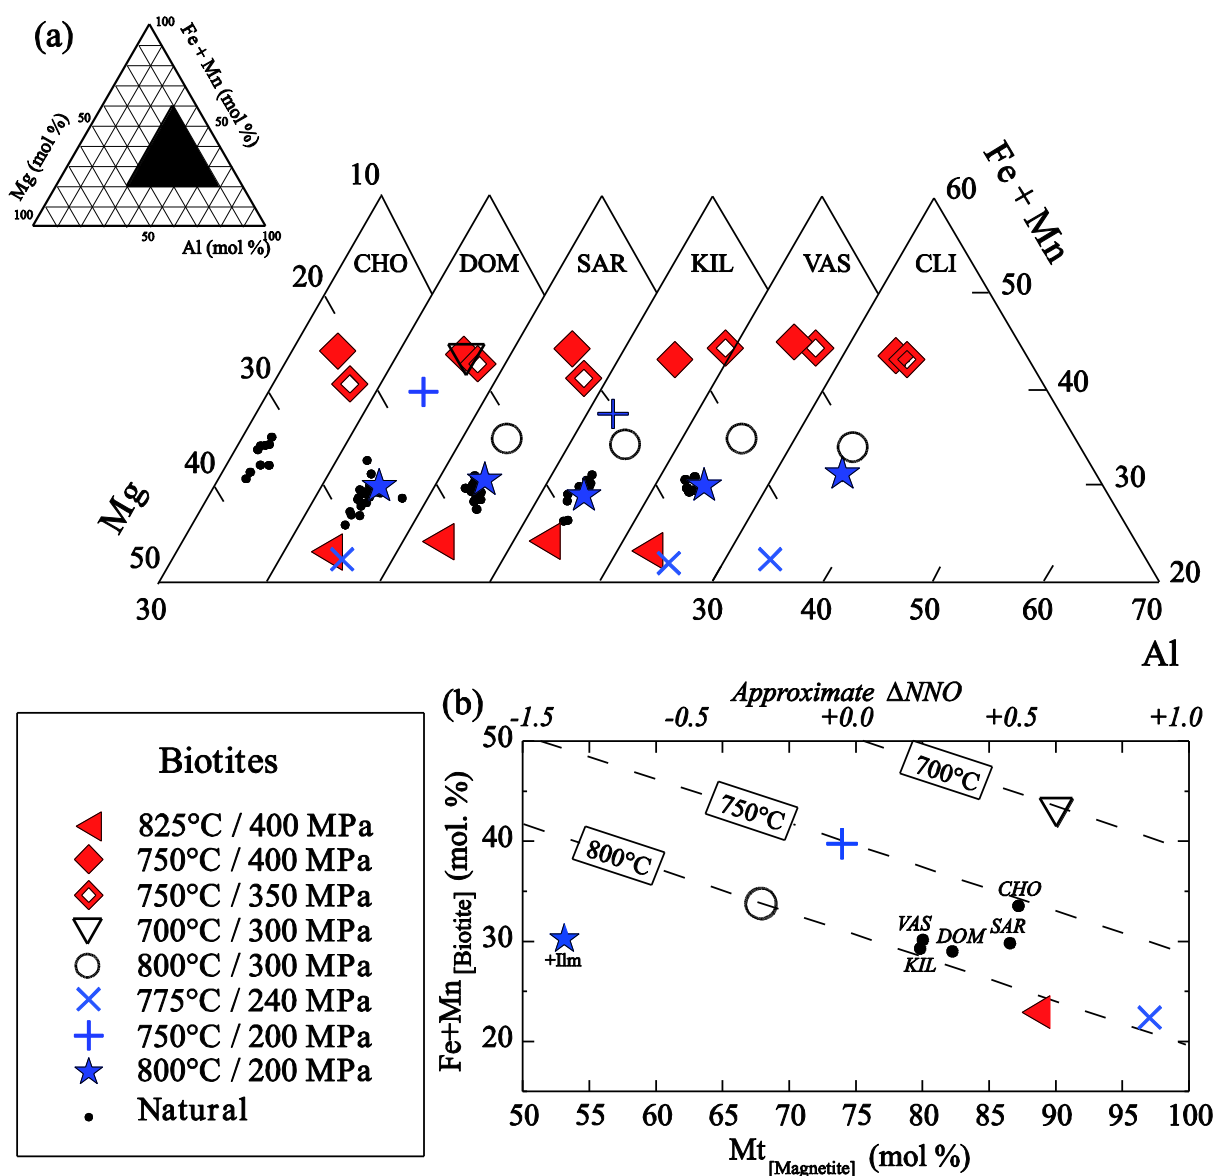 (a)
100
Fe + Mn (mol %)
50
50
Mg (mol %)
100
100
50
Al (mol %)
10
20
30
40
50
Mg
CHO
DOM
SAR
KIL
VAS
CLI
60
Fe + Mn
50
40
30
20
30
30
40
50
60
70
Al
Biotites
825°C / 400 MPa
750°C / 400 MPa
750°C / 350 MPa
700°C / 300 MPa
800°C / 300 MPa
775°C / 240 MPa
750°C / 200 MPa
800°C / 200 MPa
Natural
(b)
Approximate ΔNNO
-1.5 -0.5 +0.0 +0.5 +1.0
50
40
30
20
Fe+Mn[Biotite] (mol. %)
700°C
750°C
800°C
CHO
VAS
DOM
SAR
KIL
+Ilm
50 55 60 65 70 75 80 85 90 95 100
Mt[Magnetite] (mol %)